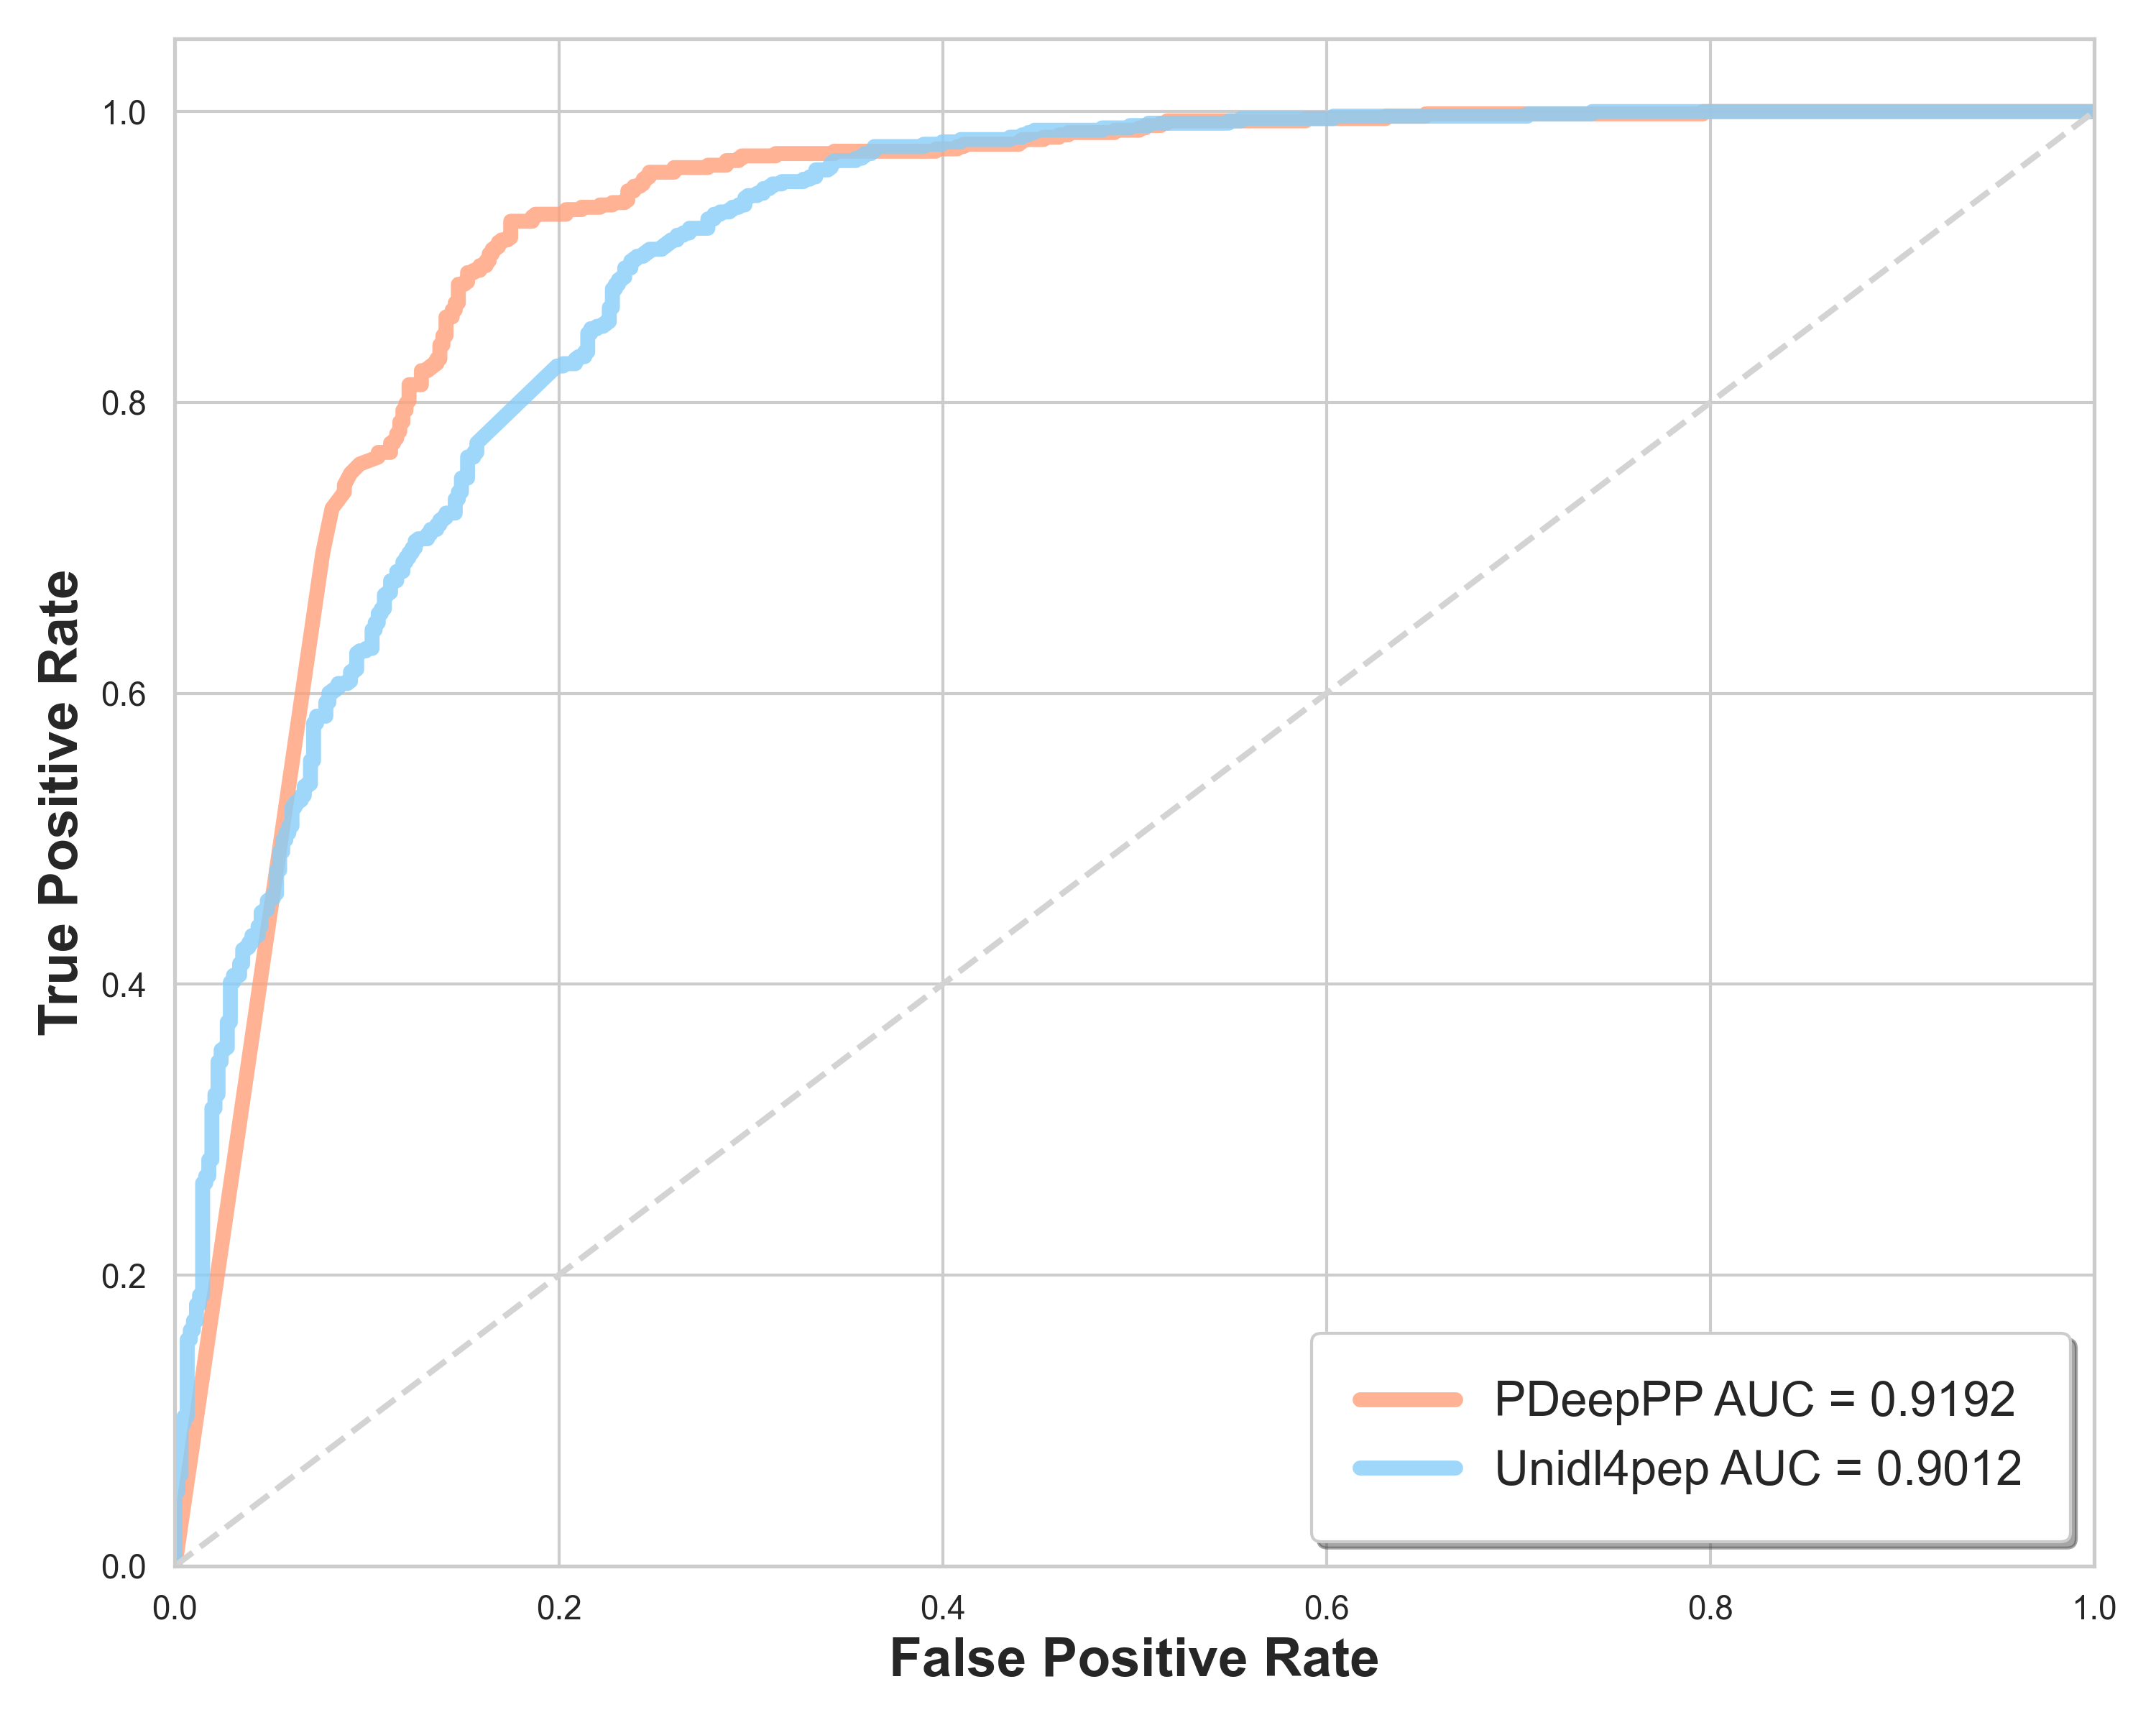 True Positive Rate
1.0
0.8
0.6
0.4
0.2
0.0
0.0 0.2 0.4 0.6 0.8 1.0
False Positive Rate
PDeepPP AUC = 0.9192
Unidl4pep AUC = 0.9012